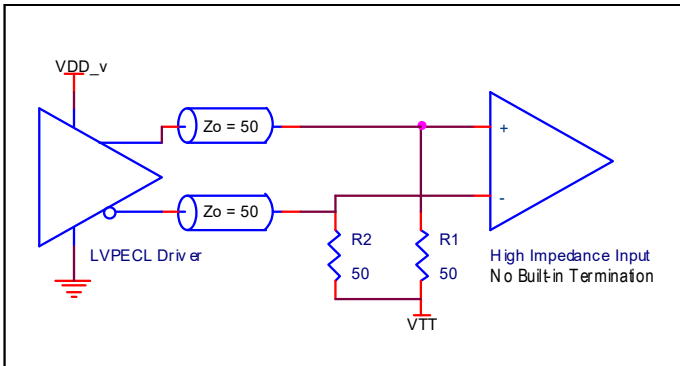 VDD_v
Zo = 50
+
Zo = 50
-
LVPECL Driver
R2
50
R1
50
High Impedance Input
No Built-in Termination
VTT